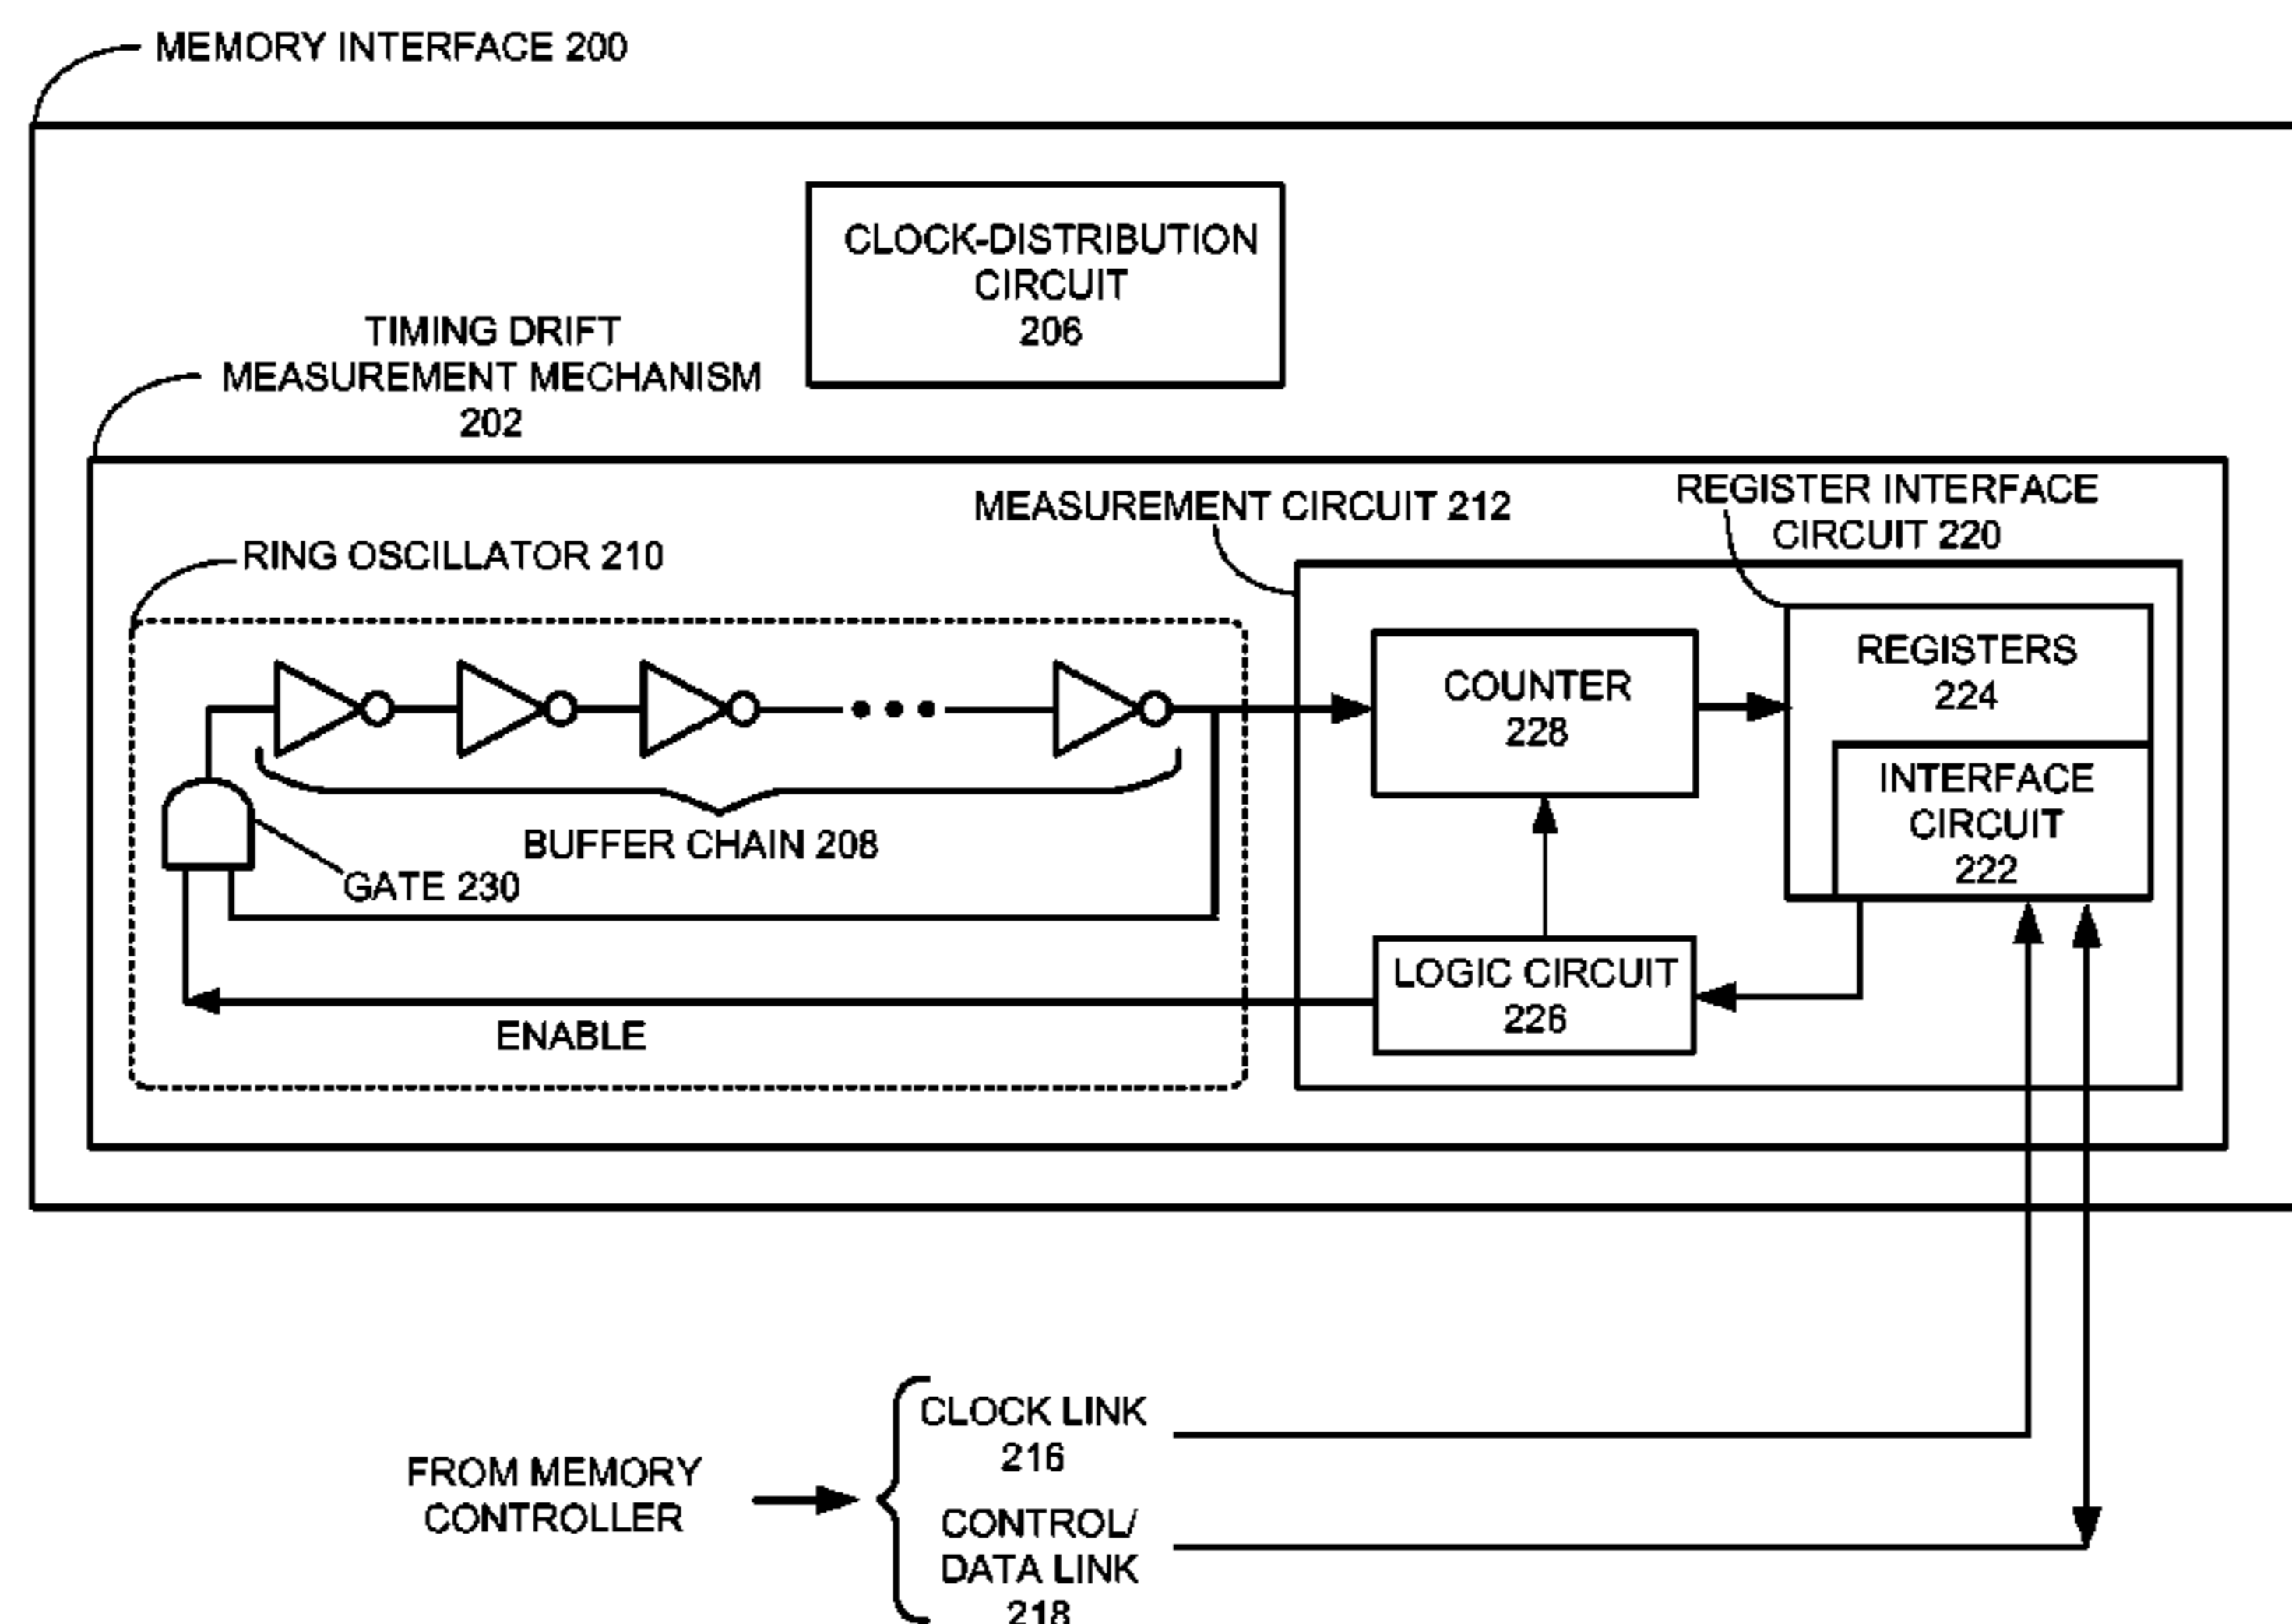 MEMORY INTERFACE 200
CLOCK-DISTRIBUTION
CIRCUIT
206
TIMING DRIFT
MEASUREMENT MECHANISM
202
MEASUREMENT CIRCUIT 212
REGISTER INTERFACE
CIRCUIT 220
RING OSCILLATOR 210
REGISTERS
224
COUNTER
228
INTERFACE
CIRCUIT
222
BUFFER CHAIN 208
GATE 230
LOGIC CIRCUIT
226
ENABLE
FROM MEMORY
CONTROLLER
CLOCK LINK
216
CONTROL/
DATA LINK
218